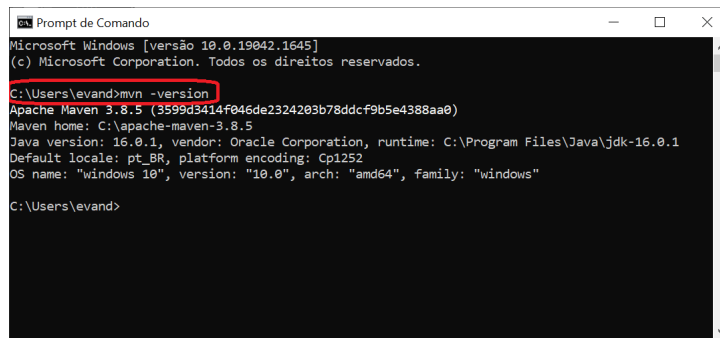 Prompt de Comando
Microsoft Windows [versão 10.0.19042.1645]
(c) Microsoft Corporation. Todos os direitos reservados.
C:\Users\evand>mvn -version
Apache Maven 3.8.5 (3599d3414f046de2324203b78ddcf9b5e4388aa0)
Maven home: C:\apache-maven-3.8.5
Java version: 16.0.1, vendor: Oracle Corporation, runtime: C:\Program Files\Java\jdk-16.0.1
Default locale: pt_BR, platform encoding: Cp1252
OS name: "windows 10", version: "10.0", arch: "amd64", family: "windows"
C:\Users\evand>